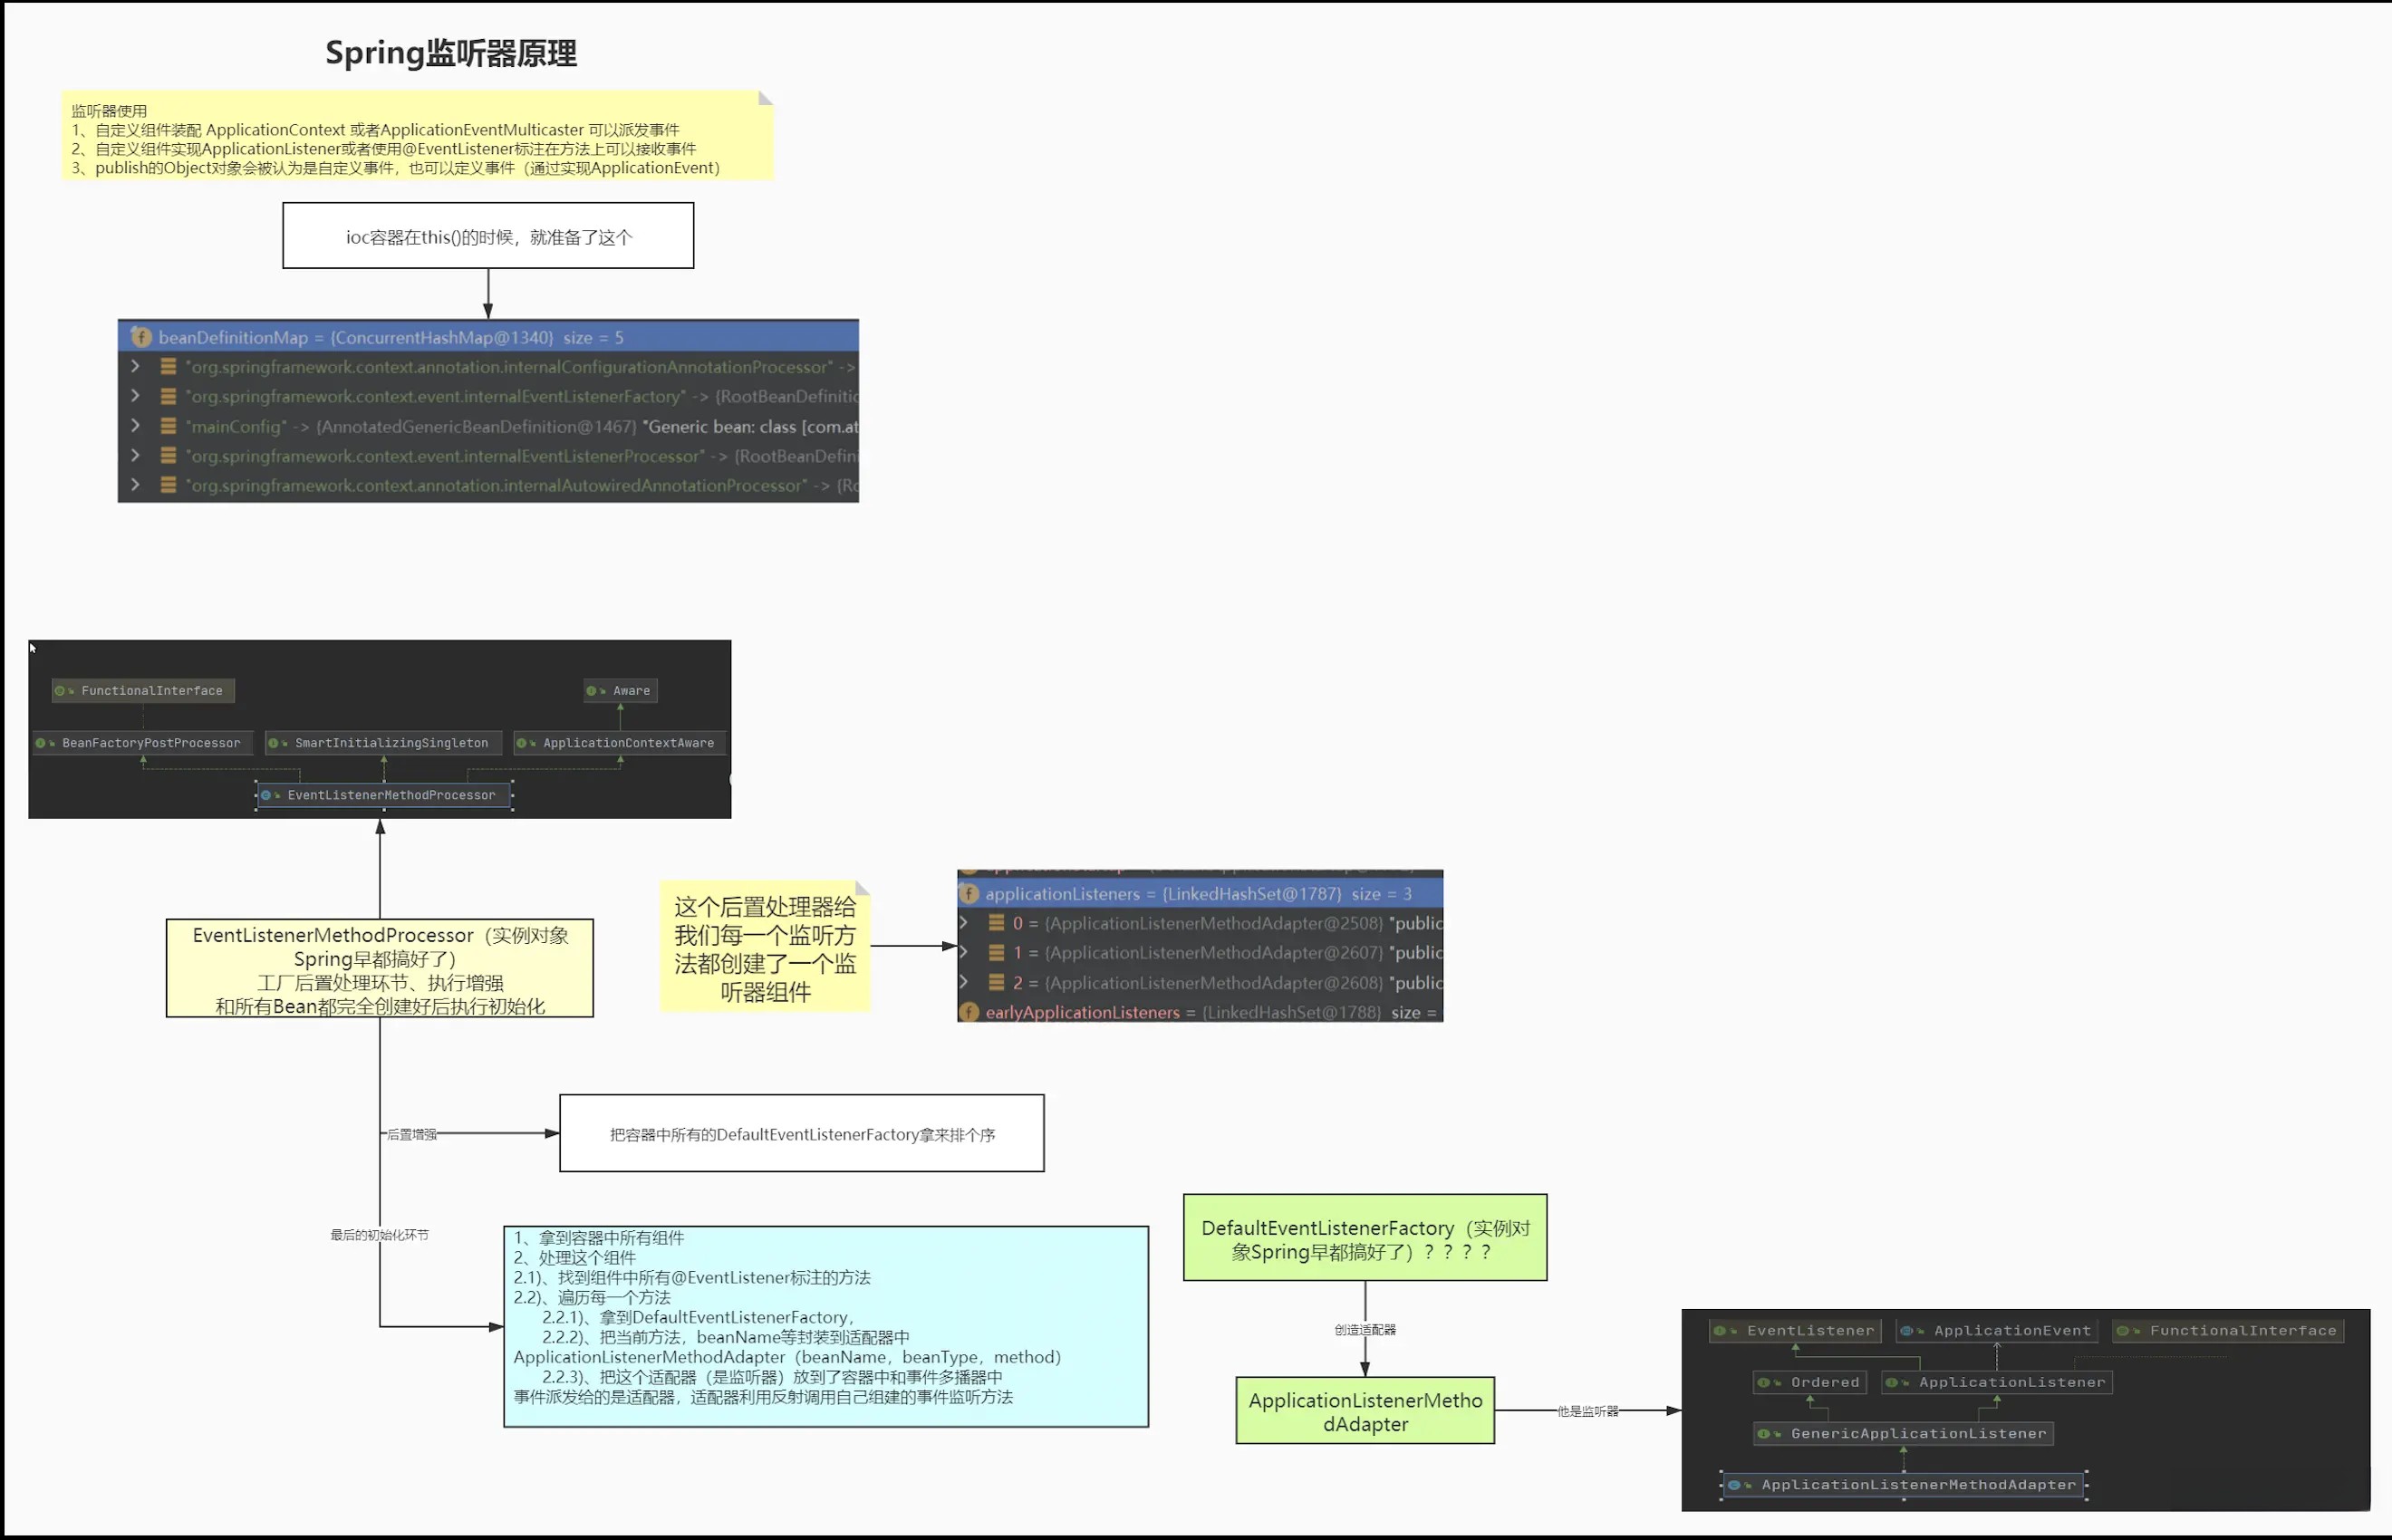 Spring监听器原理
监听器使用
1、自定义组件装配 ApplicationContext 或者ApplicationEventMulticaster 可以派发事件
2、自定义组件实现ApplicationListener或者使用@EventListener标注在方法上可以接收事件
3、publish的Object对象会被认为是自定义事件，也可以定义事件（通过实现ApplicationEvent）
ioc容器在this()的时候，就准备了这个
beanDefinitionMap = {ConcurrentHashMap@1340} size = 5
"org.springframework.context.annotation.internalConfigurationAnnotationProcessor" ->
"org.springframework.context.event.internalEventListenerFactory" -> {RootBeanDefinitic
"mainConfig" -> {AnnotatedGenericBeanDefinition@1467} "Generic bean: class [com.at
"org.springframework.context.event.internalEventListenerProcessor" -> {RootBeanDefini
"org.springframework.context.annotation.internalAutowiredAnnotationProcessor" -> {Ro
FunctionalInterface
Aware
BeanFactoryPostProcessor
SmartInitializingSingleton
ApplicationContextAware
EventListenerMethodProcessor
EventListenerMethodProcessor（实例对象
Spring早都搞好了）
工厂后置处理环节、执行增强
和所有Bean都完全创建好后执行初始化
这个后置处理器给
我们每一个监听方
法都创建了一个监
听器组件
applicationListeners = {LinkedHashSet@1787} size = 3
0 = {ApplicationListenerMethodAdapter@2508} "public
1 = {ApplicationListenerMethodAdapter@2607} "public
2 = {ApplicationListenerMethodAdapter@2608} "public
earlyApplicationListeners = {LinkedHashSet@1788} size =
后置增强
把容器中所有的DefaultEventListenerFactory拿来排个序
最后的初始化环节
1、拿到容器中所有组件
2、处理这个组件
2.1)、找到组件中所有@EventListener标注的方法
2.2)、遍历每一个方法
2.2.1)、拿到DefaultEventListenerFactory，
2.2.2)、把当前方法，beanName等封装到适配器中
ApplicationListenerMethodAdapter（beanName，beanType，method）
2.2.3)、把这个适配器（是监听器）放到了容器中和事件多播器中
事件派发给的是适配器，适配器利用反射调用自己组建的事件监听方法
DefaultEventListenerFactory（实例对
象Spring早都搞好了）？？？？
创造适配器
ApplicationListenerMetho
dAdapter
他是监听器
EventListener
ApplicationEvent
FunctionalInterface
Ordered
ApplicationListener
GenericApplicationListener
ApplicationListenerMethodAdapter